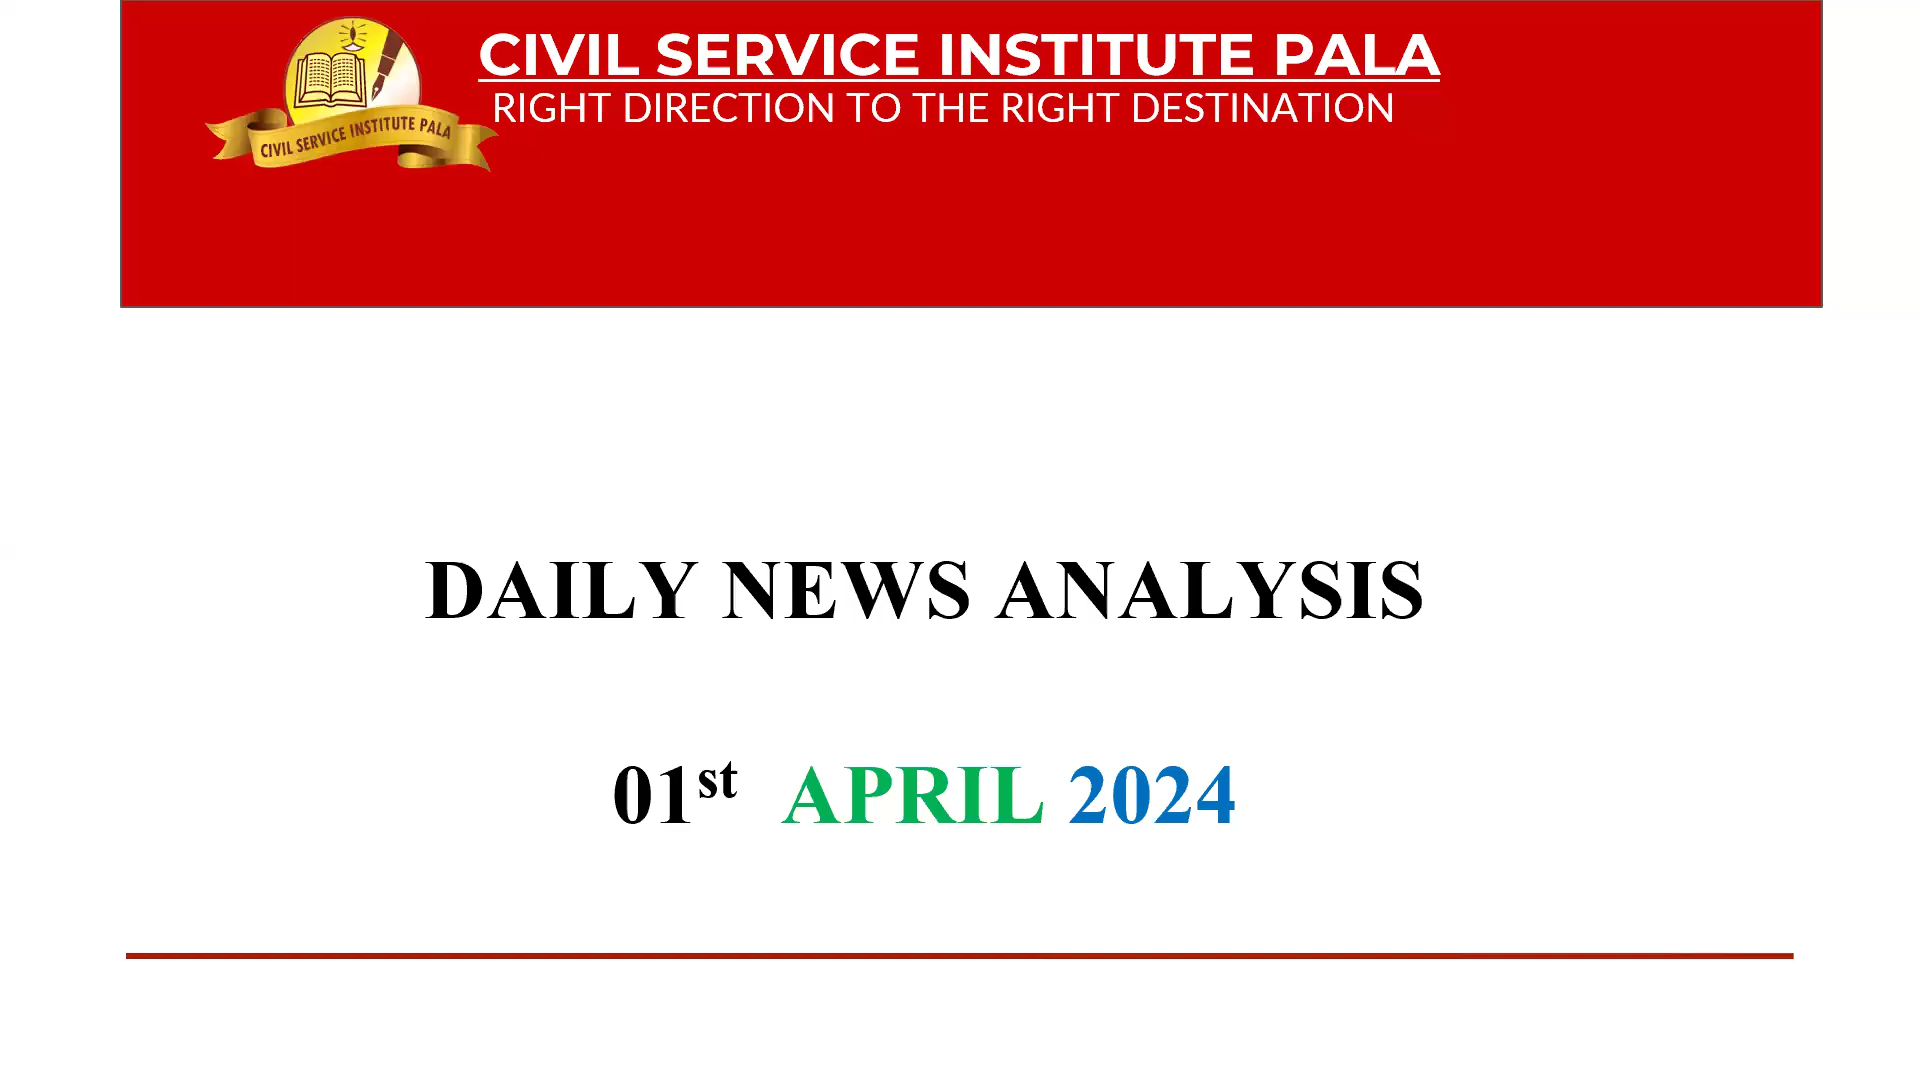 CIVIL SERVICE INSTITUTE PALA
RIGHT DIRECTION TO THE RIGHT DESTINATION
CIVIL SERVICE INSTITUTE PALA
DAILY NEWS ANALYSIS
01st APRIL 2024